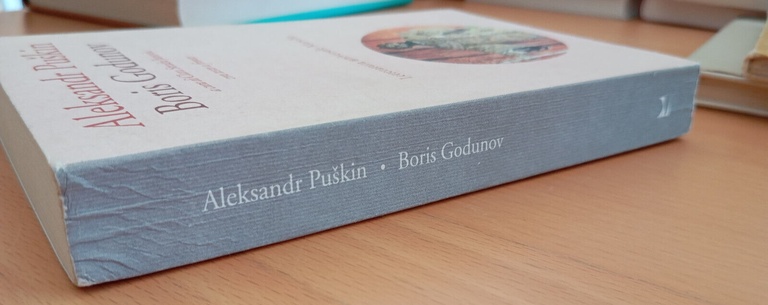 Aleksandr Puškin
Boris Godunov
Aleksandr Puškin • Boris Godunov